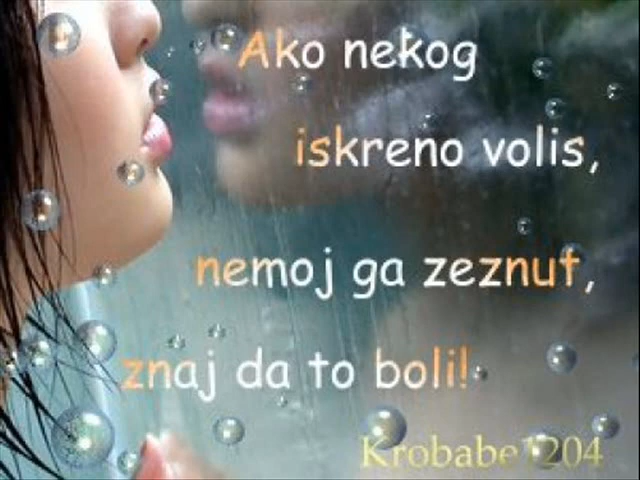 Ako nekog
iskreno volis,
nemoj ga zeznut,
znaj da to boli!
Krobabe1204